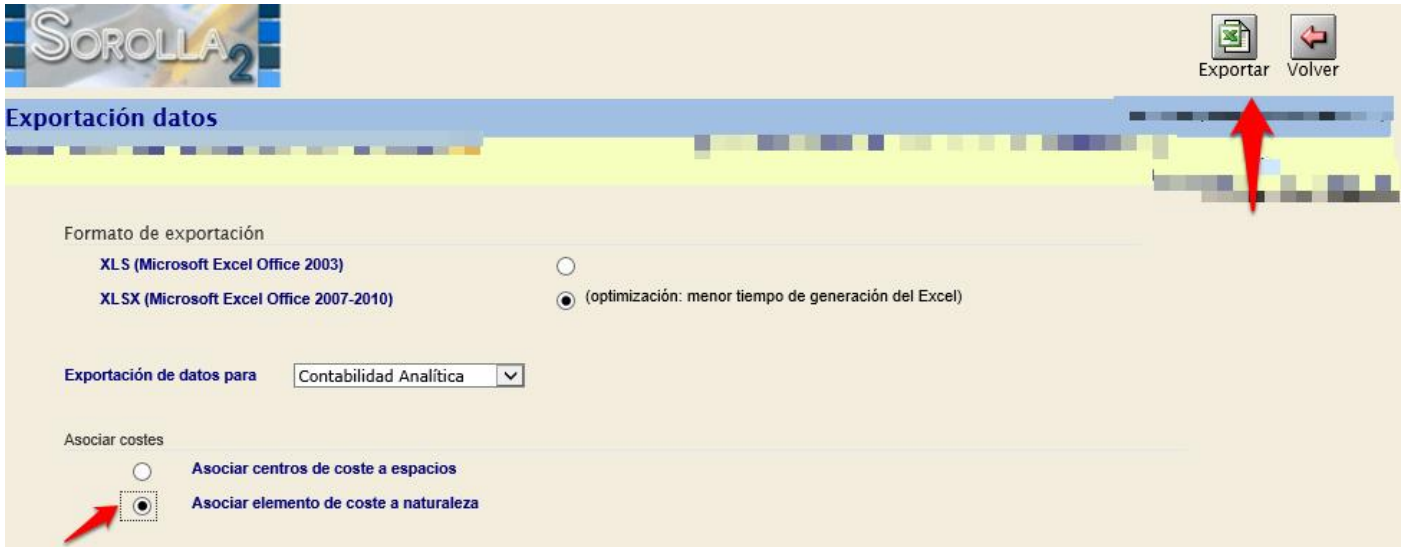 SOROLLA2
Exportar Volver
Exportación datos
Formato de exportación
XLS (Microsoft Excel Office 2003)
XLSX (Microsoft Excel Office 2007-2010) (optimización: menor tiempo de generación del Excel)
Exportación de datos para Contabilidad Analítica
Asociar costes
Asociar centros de coste a espacios
Asociar elemento de coste a naturaleza